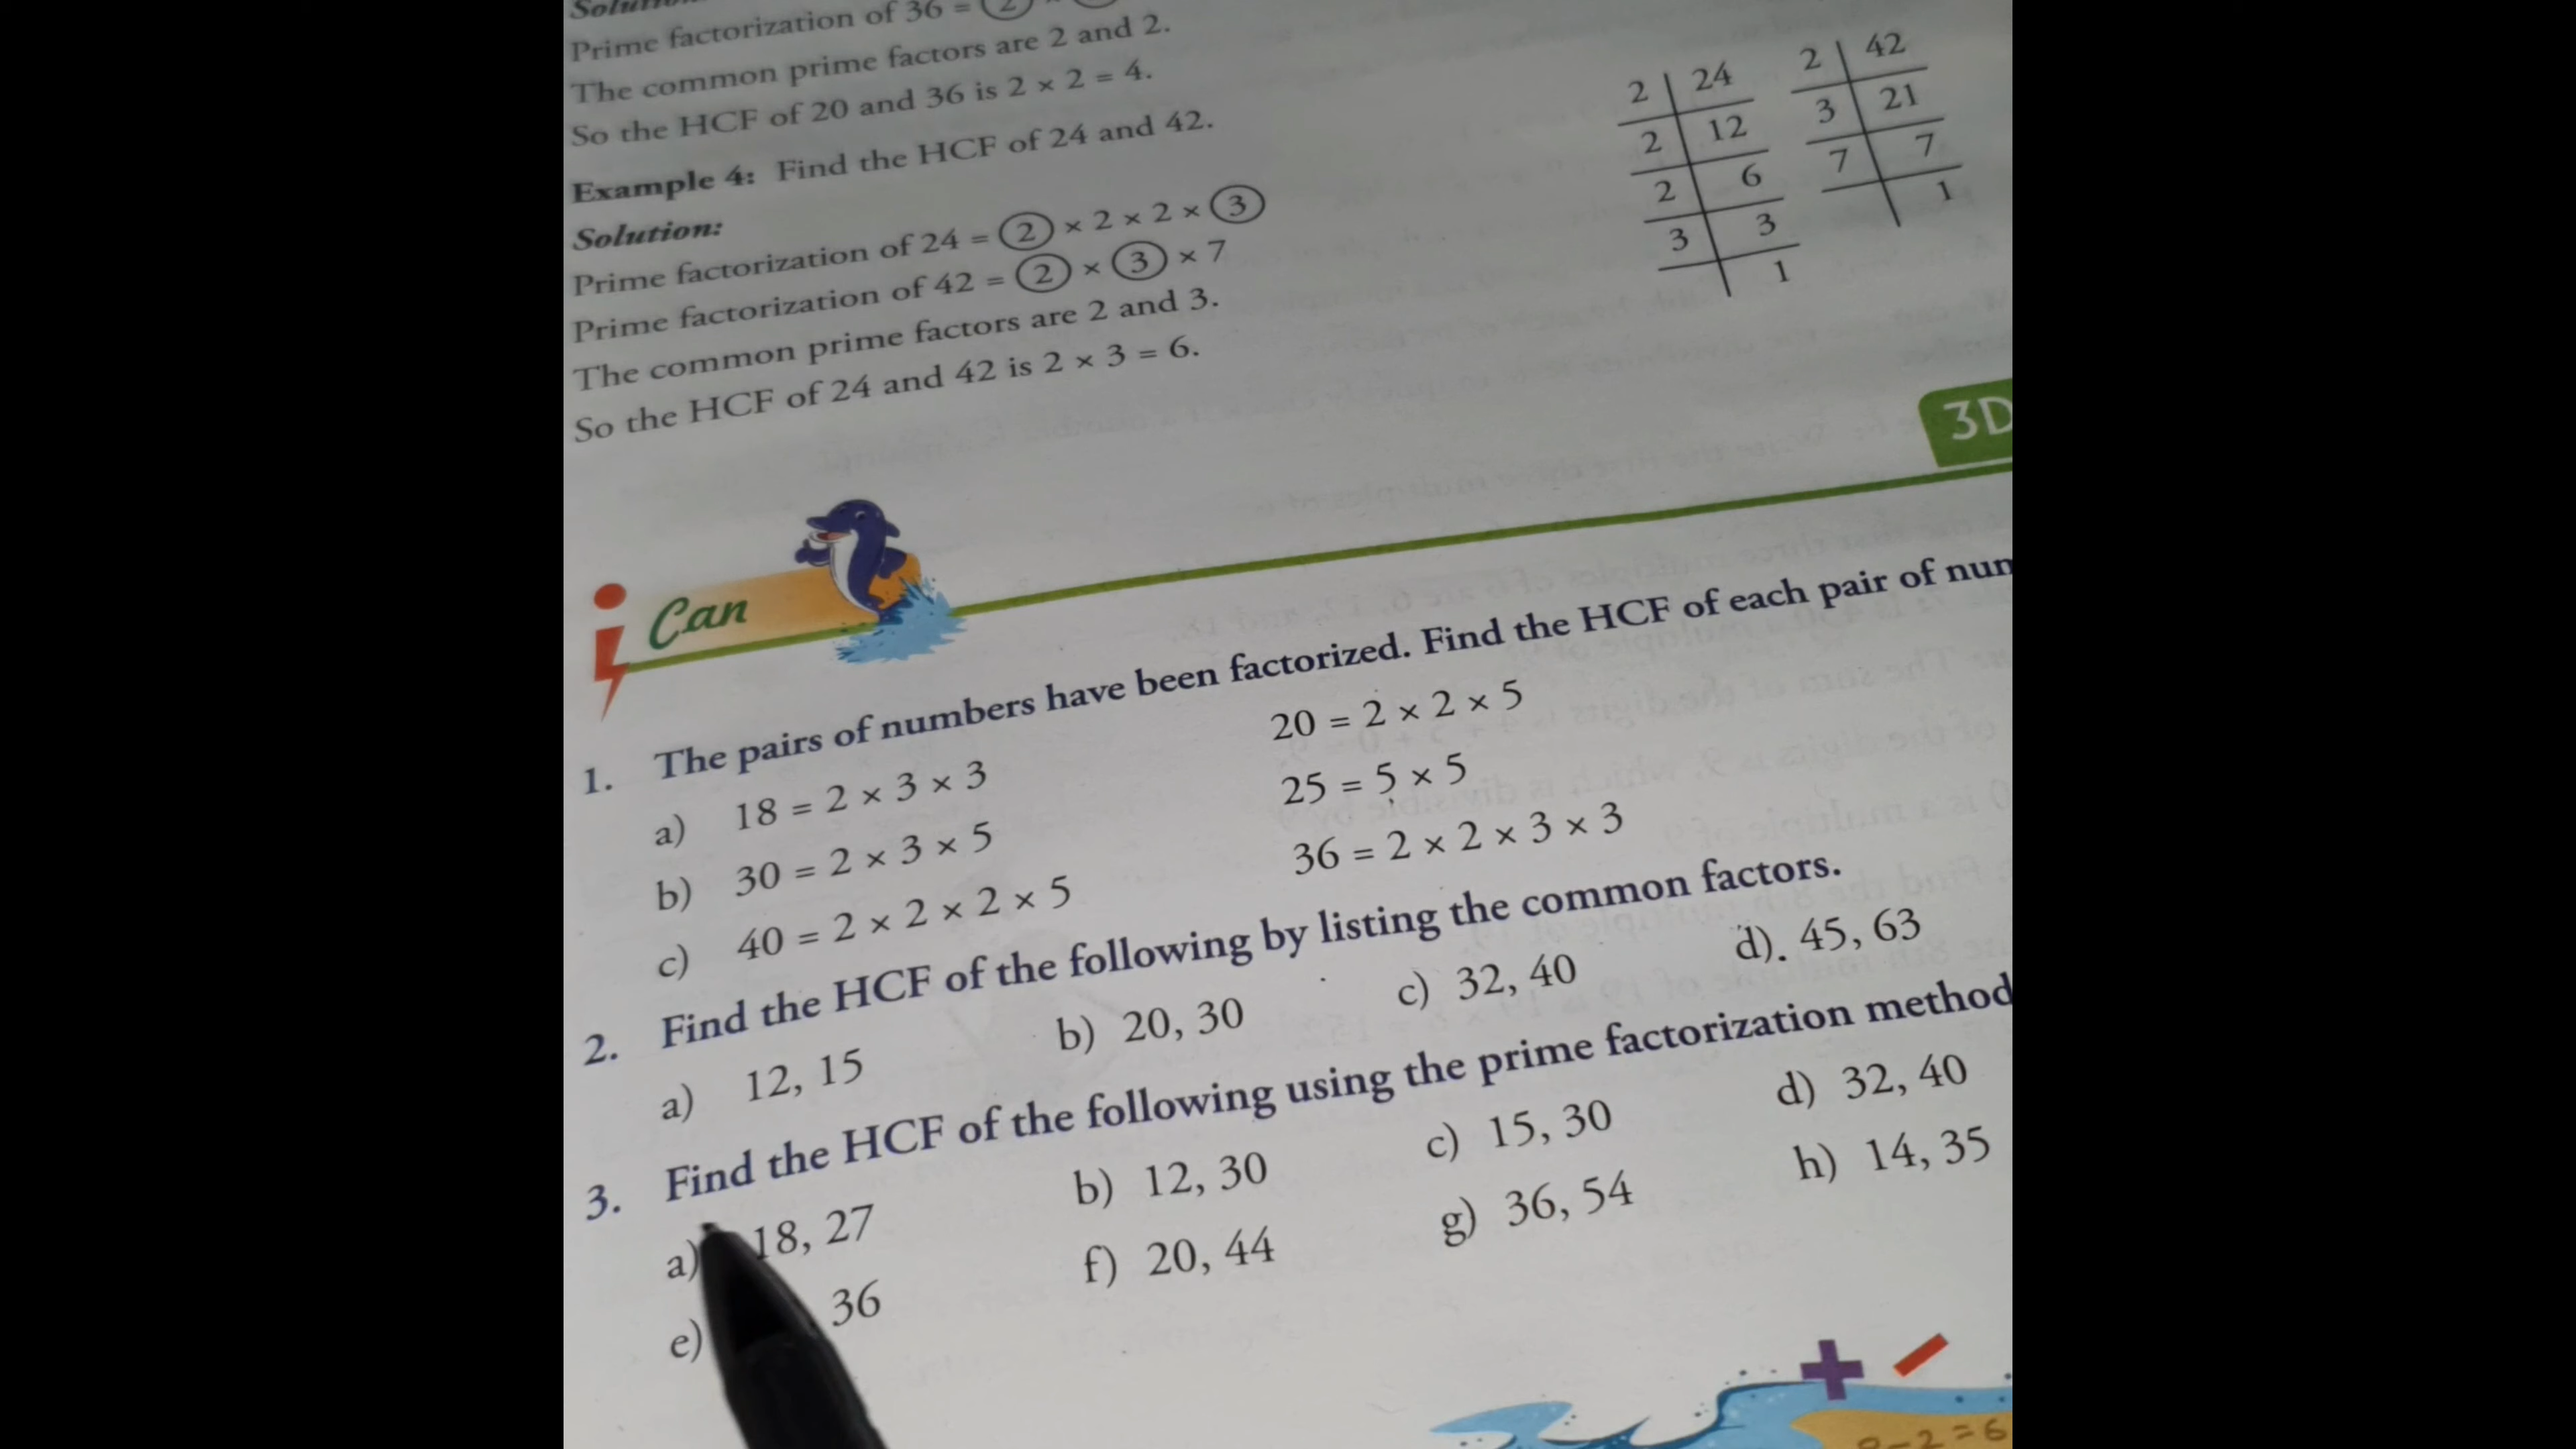 Solution:
Prime factorization of 36 = 2 ×
The common prime factors are 2 and 2.
So the HCF of 20 and 36 is 2 × 2 = 4.
Example 4: Find the HCF of 24 and 42.
Solution:
Prime factorization of 24 = 2 × 2 × 2 × 3
Prime factorization of 42 = 2 × 3 × 7
The common prime factors are 2 and 3.
So the HCF of 24 and 42 is 2 × 3 = 6.
2 24
2 12
2 6
3 3
1
2 42
3 21
7 7
1
3D
i Can
1. The pairs of numbers have been factorized. Find the HCF of each pair of num
a) 18 = 2 × 3 × 3 20 = 2 × 2 × 5
b) 30 = 2 × 3 × 5 25 = 5 × 5
c) 40 = 2 × 2 × 2 × 5 36 = 2 × 2 × 3 × 3
2. Find the HCF of the following by listing the common factors.
a) 12, 15 b) 20, 30 c) 32, 40 d). 45, 63
3. Find the HCF of the following using the prime factorization method
a) 18, 27 b) 12, 30 c) 15, 30 d) 32, 40
e) 36 f) 20, 44 g) 36, 54 h) 14, 35
- 2 = 6